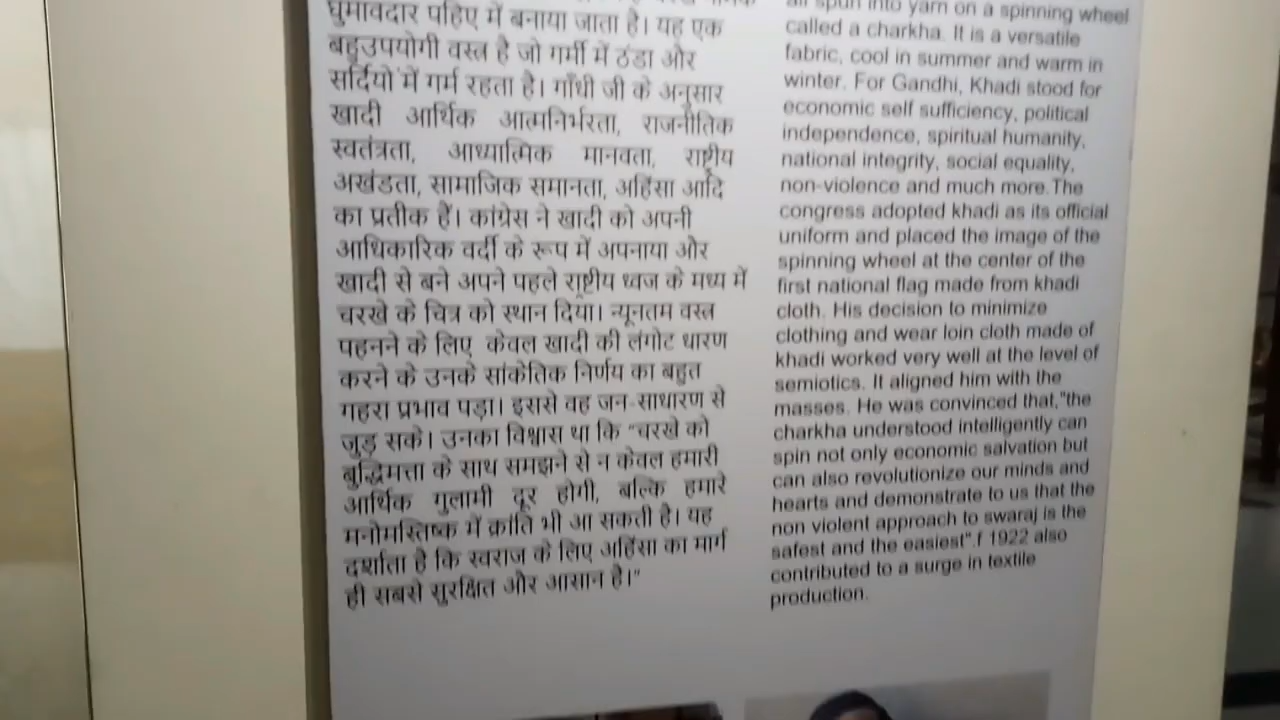 घुमावदार पहिए में बनाया जाता है। यह एक
बहुउपयोगी वस्त्र है जो गर्मी में ठंडा और
सर्दियों में गर्म रहता है। गाँधी जी के अनुसार
खादी आर्थिक आत्मनिर्भरता, राजनीतिक
स्वतंत्रता, आध्यात्मिक मानवता, राष्ट्रीय
अखंडता, सामाजिक समानता, अहिंसा आदि
का प्रतीक हैं। कांग्रेस ने खादी को अपनी
आधिकारिक वर्दी के रूप में अपनाया और
खादी से बने अपने पहले राष्ट्रीय ध्वज के मध्य में
चरखे के चित्र को स्थान दिया। न्यूनतम वस्त्र
पहनने के लिए केवल खादी की लंगोट धारण
करने के उनके सांकेतिक निर्णय का बहुत
गहरा प्रभाव पड़ा। इससे वह जन-साधारण से
जुड़ सके। उनका विश्वास था कि "चरखे को
बुद्धिमत्ता के साथ समझने से न केवल हमारी
आर्थिक गुलामी दूर होगी, बल्कि हमारे
मनोमस्तिष्क में क्रांति भी आ सकती है। यह
दर्शाता है कि स्वराज के लिए अहिंसा का मार्ग
ही सबसे सुरक्षित और आसान है।"
all spun into yarn on a spinning wheel
called a charkha. It is a versatile
fabric, cool in summer and warm in
winter. For Gandhi, Khadi stood for
economic self sufficiency, political
independence, spiritual humanity,
national integrity, social equality,
non-violence and much more. The
congress adopted khadi as its official
uniform and placed the image of the
spinning wheel at the center of the
first national flag made from khadi
cloth. His decision to minimize
clothing and wear loin cloth made of
khadi worked very well at the level of
semiotics. It aligned him with the
masses. He was convinced that,"the
charkha understood intelligently can
spin not only economic salvation but
can also revolutionize our minds and
hearts and demonstrate to us that the
non violent approach to swaraj is the
safest and the easiest".f 1922 also
contributed to a surge in textile
production.